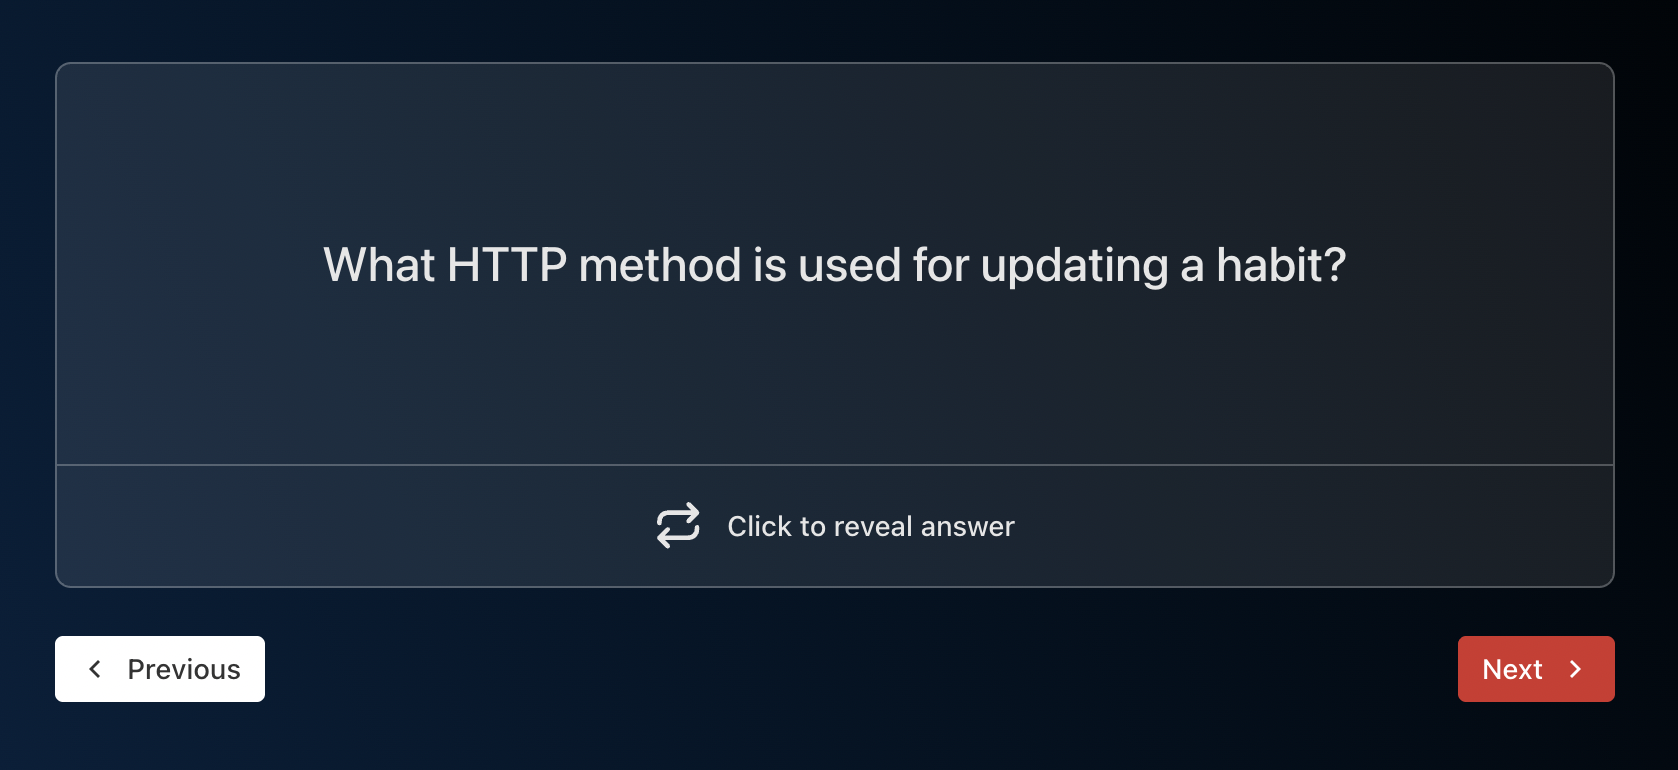 What HTTP method is used for updating a habit?
Click to reveal answer
Previous
Next